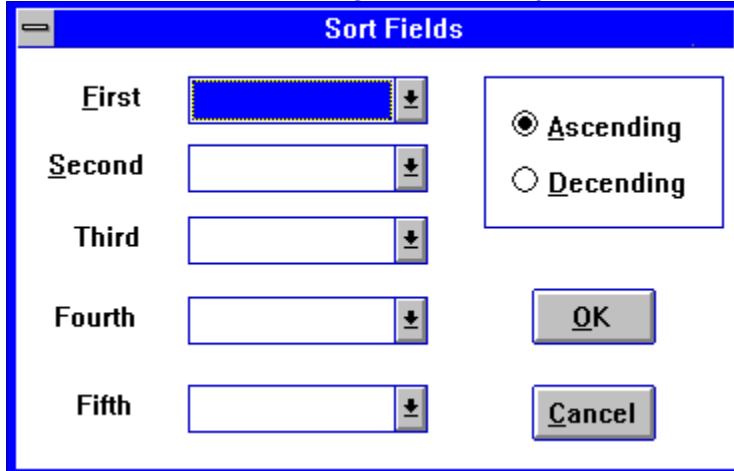 Sort Fields
First
Second
Third
Fourth
Fifth
Ascending
Decending
OK
Cancel